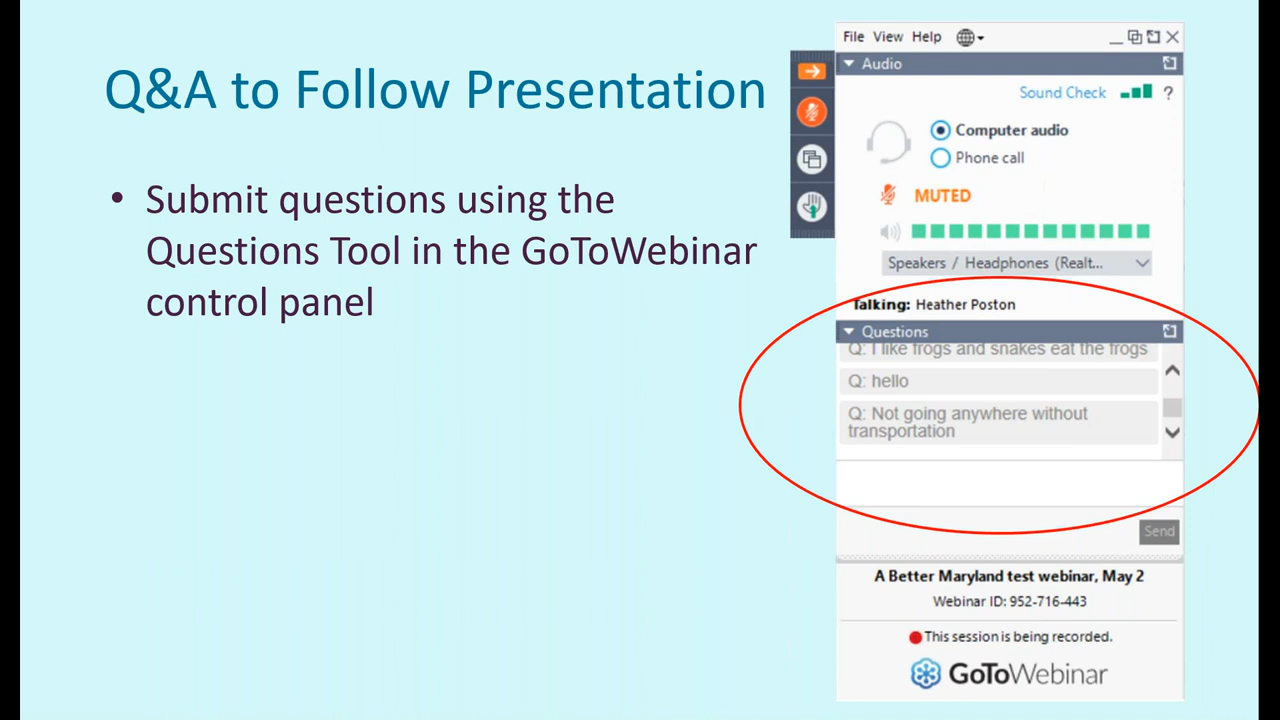 Q&A to Follow Presentation
• Submit questions using the
Questions Tool in the GoToWebinar
control panel
File View Help
Audio
Sound Check ?
Computer audio
Phone call
MUTED
Speakers / Headphones (Realt...
Talking: Heather Poston
Questions
Q: I like frogs and snakes eat the frogs
Q: hello
Q: Not going anywhere without
transportation
Send
A Better Maryland test webinar, May 2
Webinar ID: 952-716-443
This session is being recorded.
GoToWebinar